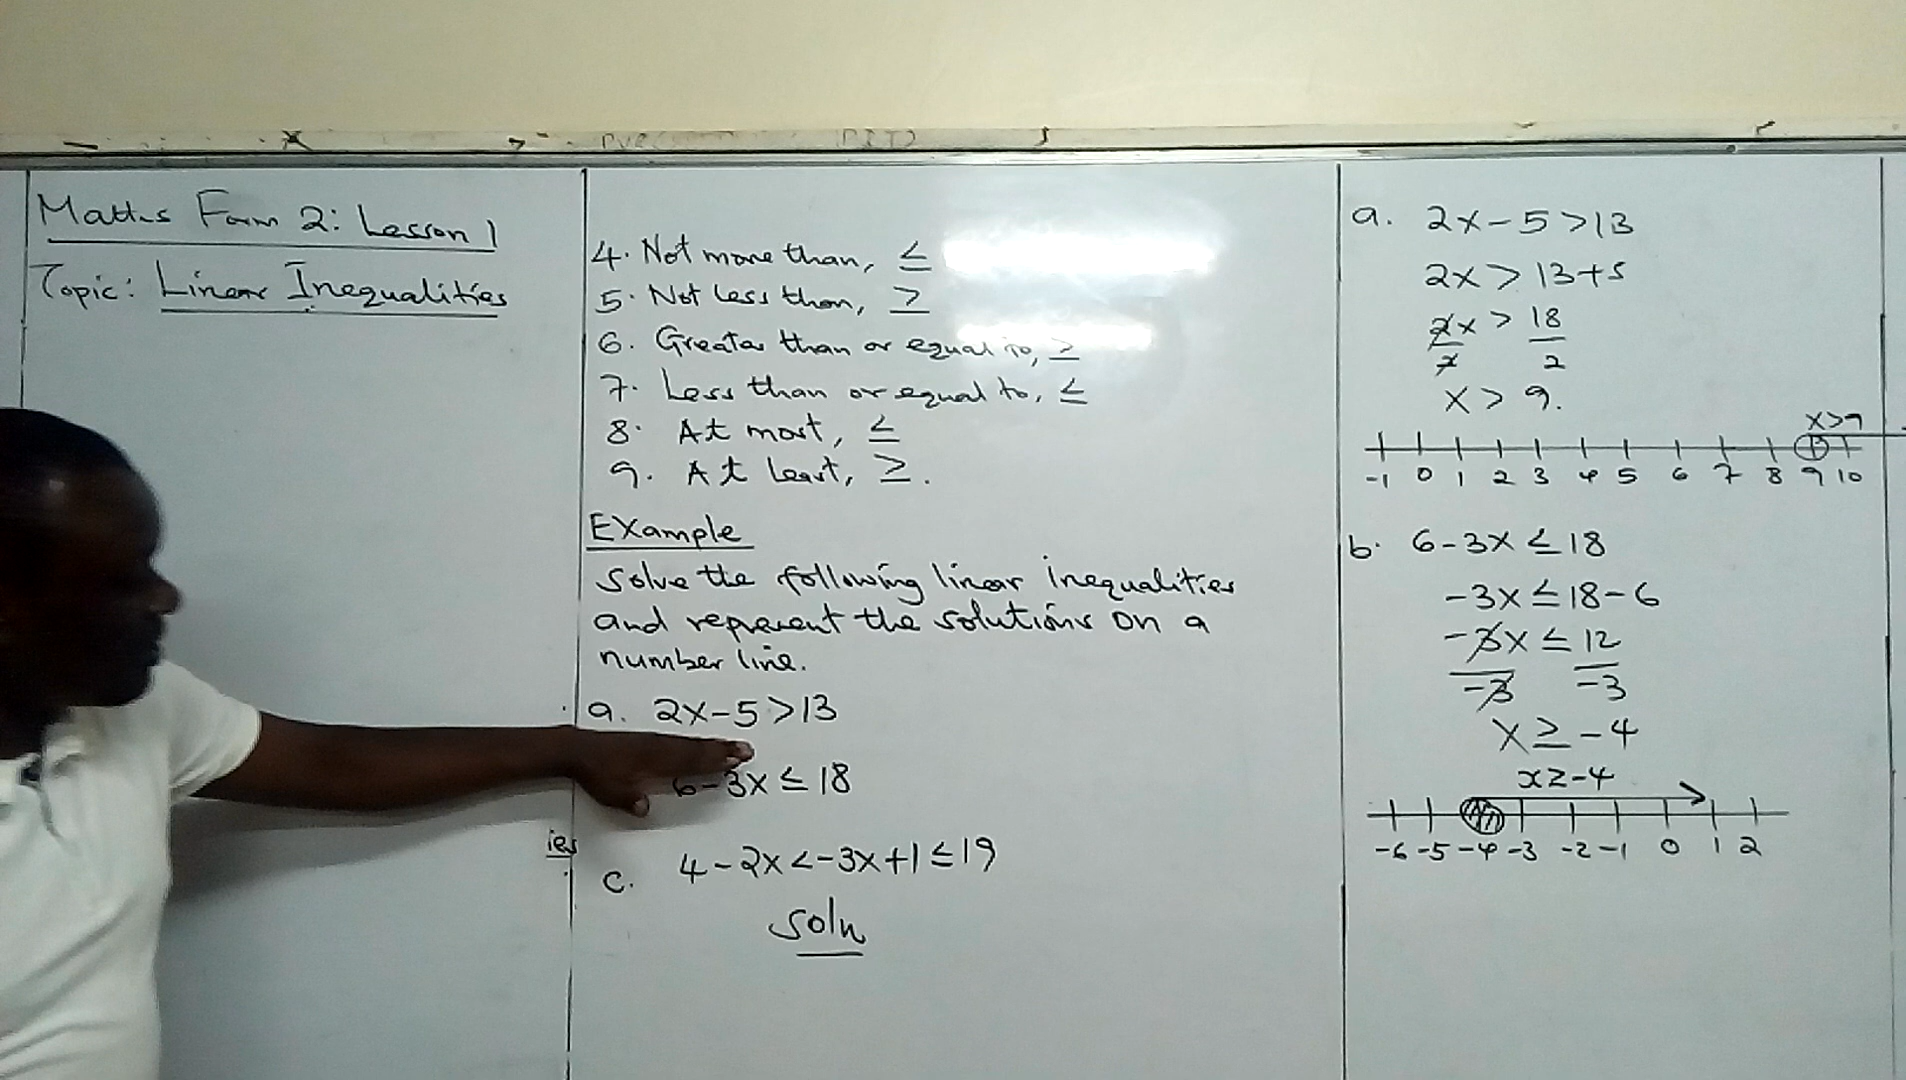 Maths Form 2: Lesson 1
Topic: Linear Inequalities
ies
4. Not more than, ≤
5. Not less than, ≥
6. Greater than or equal to, ≥
7. Less than or equal to, ≤
8. At most, ≤
9. At least, ≥.
Example
Solve the following linear inequalities
and represent the solutions on a
number line.
a. 2x-5>13
6-3x≤18
c. 4-2x<-3x+1≤19
Soln
a. 2x-5>13
2x > 13+5
2x > 18
2 2
x > 9.
x>9
-1 0 1 2 3 4 5 6 7 8 9 10
b. 6-3x≤18
-3x≤18-6
-3x≤12
-3 -3
x≥-4
x≥-4
-6 -5 -4 -3 -2 -1 0 1 2